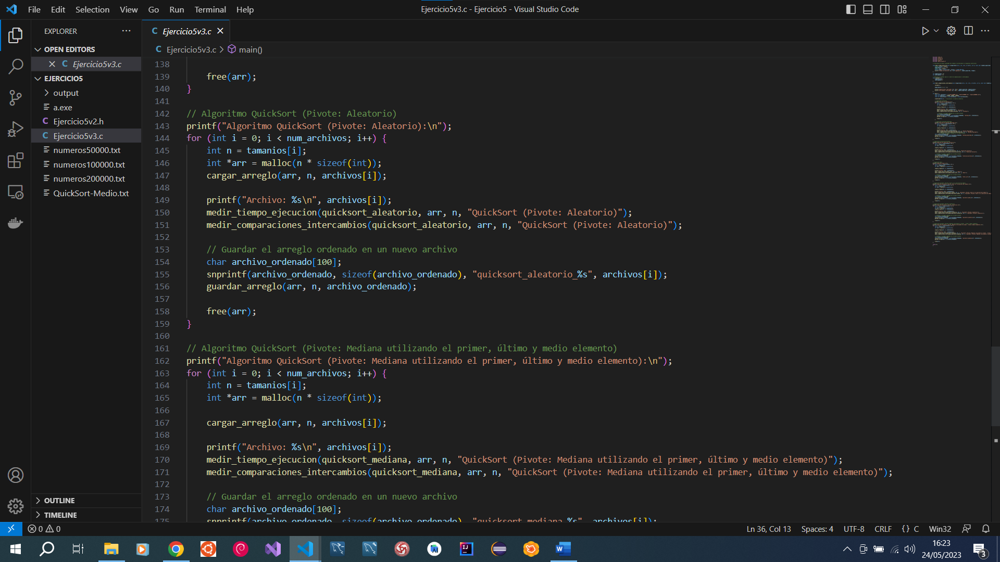 File Edit Selection View Go Run Terminal Help
Ejercicio5v3.c - Ejercicio5 - Visual Studio Code
EXPLORER
OPEN EDITORS
C Ejercicio5v3.c
EJERCICIO5
output
a.exe
C Ejercicio5v2.h
C Ejercicio5v3.c
numeros50000.txt
numeros100000.txt
numeros200000.txt
QuickSort-Medio.txt
OUTLINE
TIMELINE
C Ejercicio5v3.c
C Ejercicio5v3.c > main()
138
139 free(arr);
140 }
141
142 // Algoritmo QuickSort (Pivote: Aleatorio)
143 printf("Algoritmo QuickSort (Pivote: Aleatorio):\n");
144 for (int i = 0; i < num_archivos; i++) {
145 int n = tamanios[i];
146 int *arr = malloc(n * sizeof(int));
147 cargar_arreglo(arr, n, archivos[i]);
148
149 printf("Archivo: %s\n", archivos[i]);
150 medir_tiempo_ejecucion(quicksort_aleatorio, arr, n, "QuickSort (Pivote: Aleatorio)");
151 medir_comparaciones_intercambios(quicksort_aleatorio, arr, n, "QuickSort (Pivote: Aleatorio)");
152
153 // Guardar el arreglo ordenado en un nuevo archivo
154 char archivo_ordenado[100];
155 snprintf(archivo_ordenado, sizeof(archivo_ordenado), "quicksort_aleatorio_%s", archivos[i]);
156 guardar_arreglo(arr, n, archivo_ordenado);
157
158 free(arr);
159 }
160
161 // Algoritmo QuickSort (Pivote: Mediana utilizando el primer, último y medio elemento)
162 printf("Algoritmo QuickSort (Pivote: Mediana utilizando el primer, último y medio elemento):\n");
163 for (int i = 0; i < num_archivos; i++) {
164 int n = tamanios[i];
165 int *arr = malloc(n * sizeof(int));
166
167 cargar_arreglo(arr, n, archivos[i]);
168
169 printf("Archivo: %s\n", archivos[i]);
170 medir_tiempo_ejecucion(quicksort_mediana, arr, n, "QuickSort (Pivote: Mediana utilizando el primer, último y medio elemento)");
171 medir_comparaciones_intercambios(quicksort_mediana, arr, n, "QuickSort (Pivote: Mediana utilizando el primer, último y medio elemento)");
172
173 // Guardar el arreglo ordenado en un nuevo archivo
174 char archivo_ordenado[100];
175 snprintf(archivo_ordenado, sizeof(archivo_ordenado), "quicksort_mediana_%s", archivos[i]);
0 0
Ln 36, Col 13 Spaces: 4 UTF-8 CRLF {} C Win32
16:23
24/05/2023
3